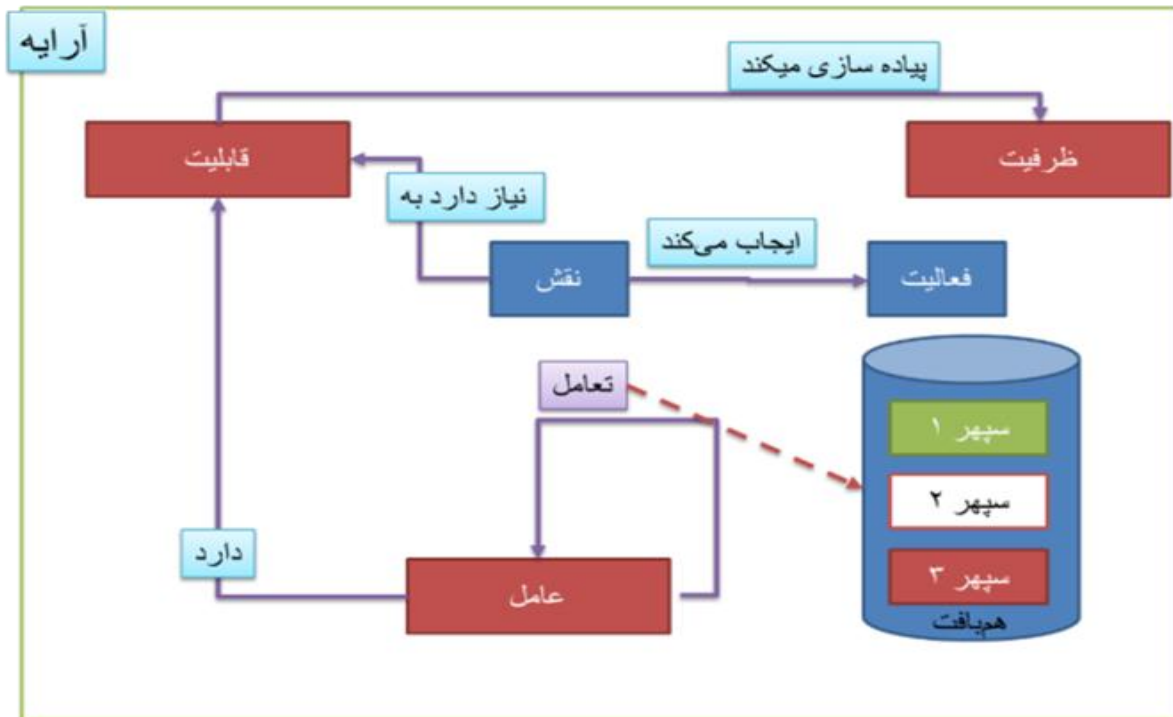 آرایه
پیاده سازی میکند
ظرفیت
قابلیت
نیاز دارد به
ایجاب می‌کند
نقش
فعالیت
تعامل
سپهر ۱
سپهر ۲
سپهر ۳
هم‌بافت
دارد
عامل